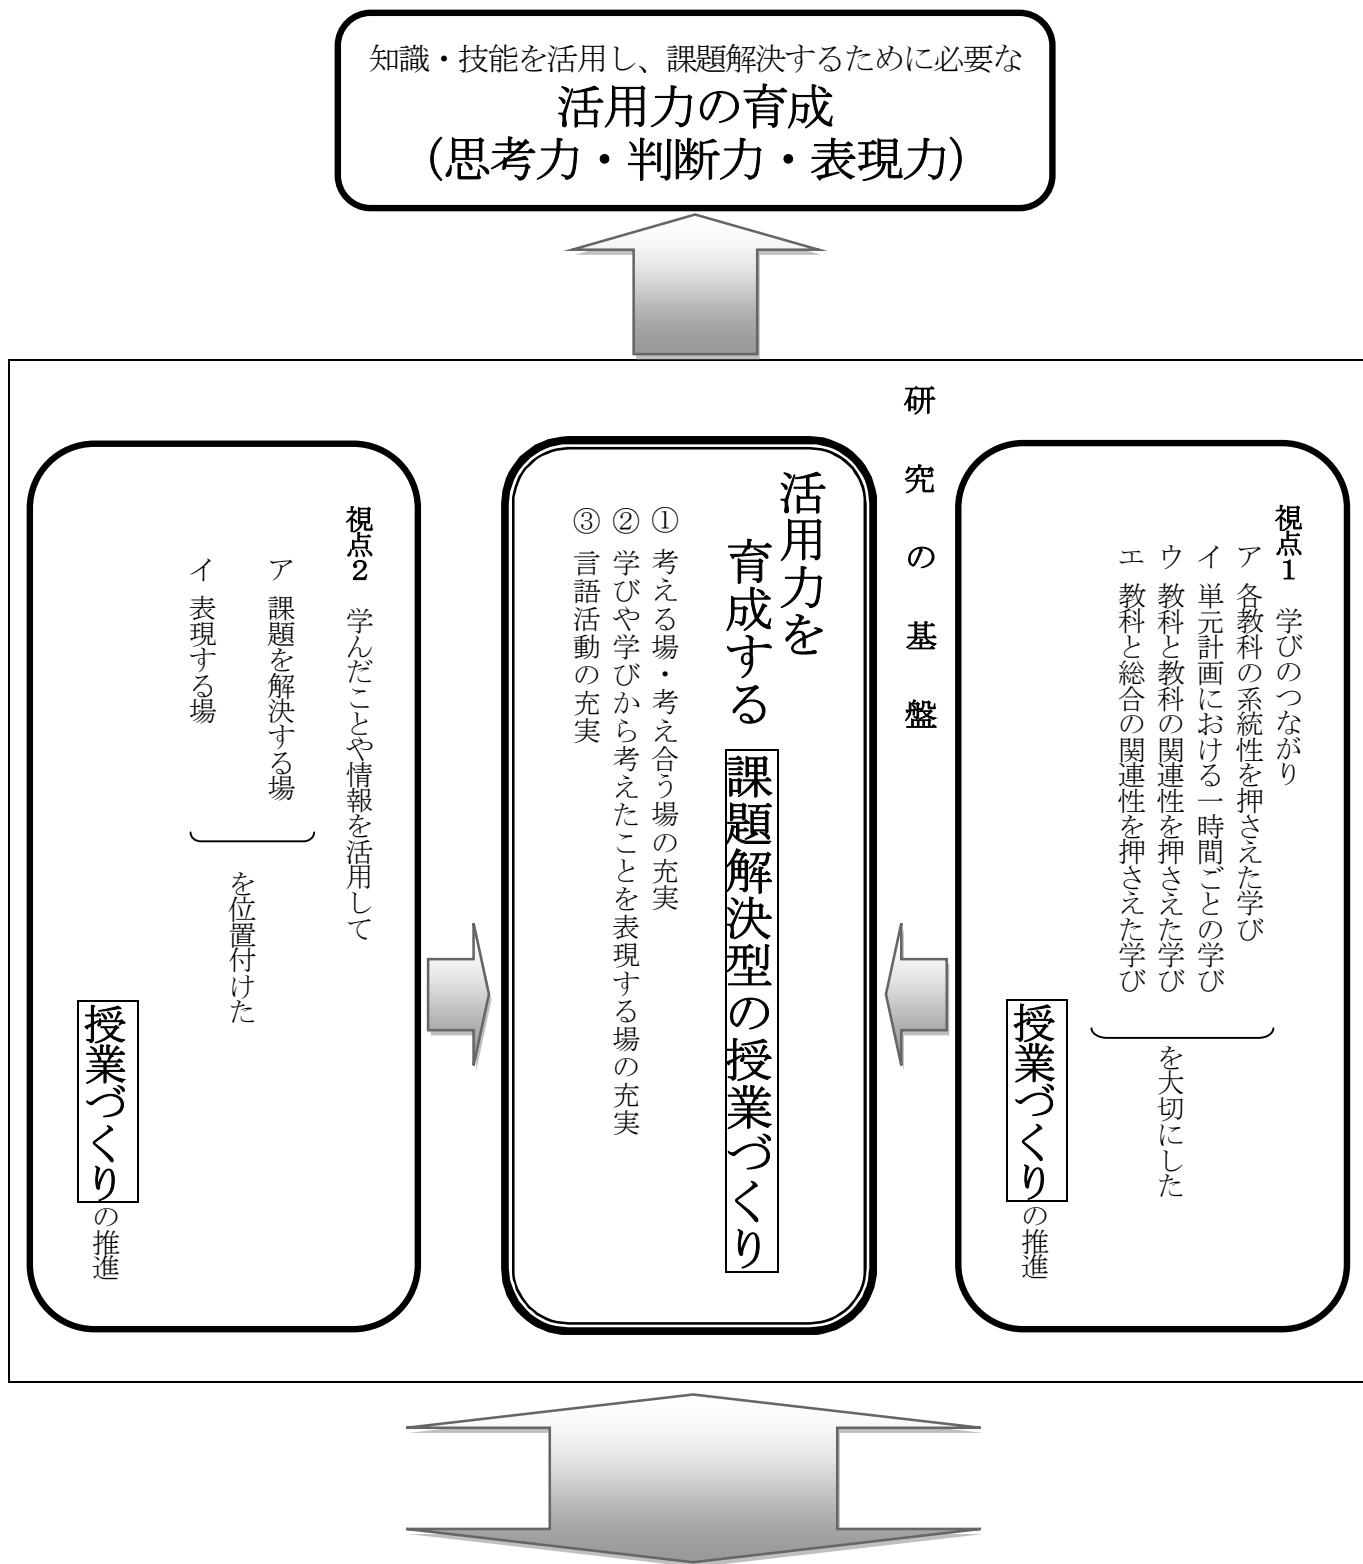 知識・技能を活用し、課題解決するために必要な
活用力の育成
（思考力・判断力・表現力）
研究の基盤
視点１　学びのつながり
ア　各教科の系統性を押さえた学び
イ　単元計画における一時間ごとの学び
ウ　教科と教科の関連性を押さえた学び
エ　教科と総合の関連性を押さえた学び
を大切にした
授業づくりの推進
活用力を
育成する　課題解決型の授業づくり
①　考える場・考え合う場の充実
②　学びや学びから考えたことを表現する場の充実
③　言語活動の充実
視点２　学んだことや情報を活用して
ア　課題を解決する場
イ　表現する場
を位置付けた
授業づくりの推進